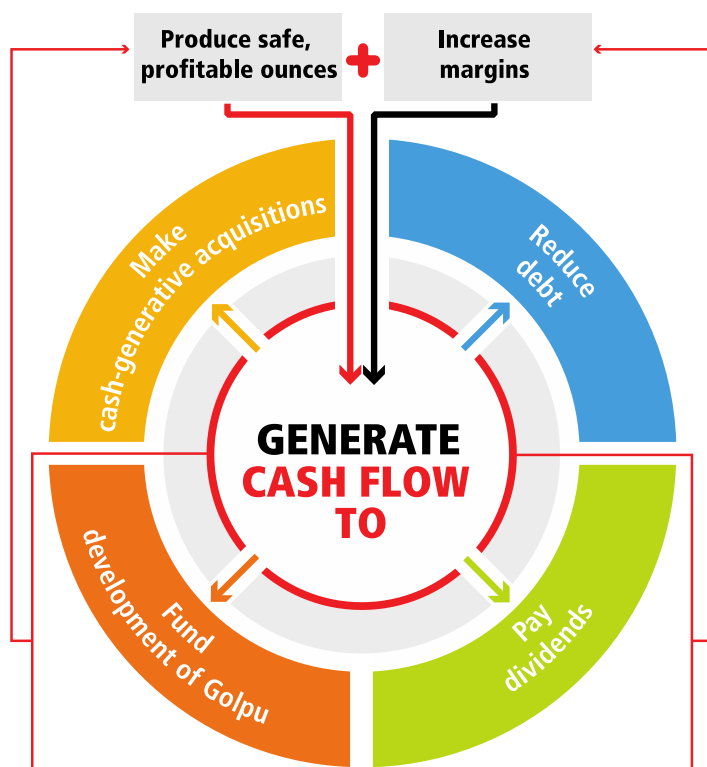 Produce safe,
profitable ounces
+
Increase
margins
Make
cash-generative acquisitions
Reduce
debt
GENERATE
CASH FLOW
TO
Fund
development of Golpu
Pay
dividends